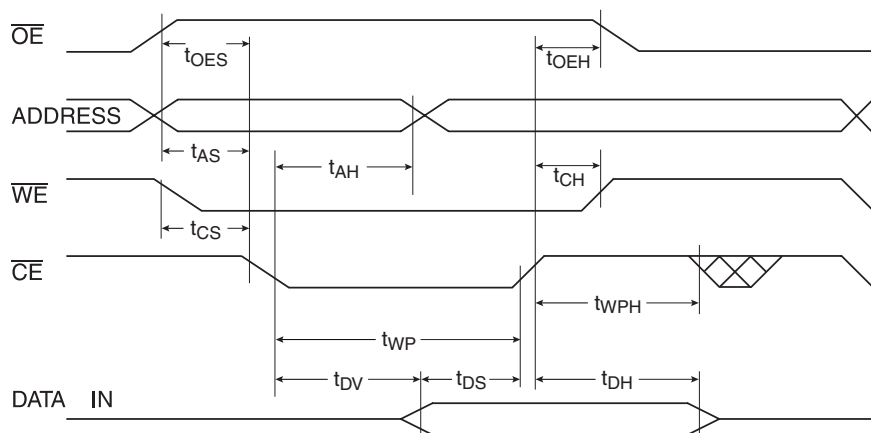 OE
tOES
tOEH
ADDRESS
tAS
tAH
tCH
WE
tCS
CE
tWPH
tWP
tDV
tDS
tDH
DATA IN